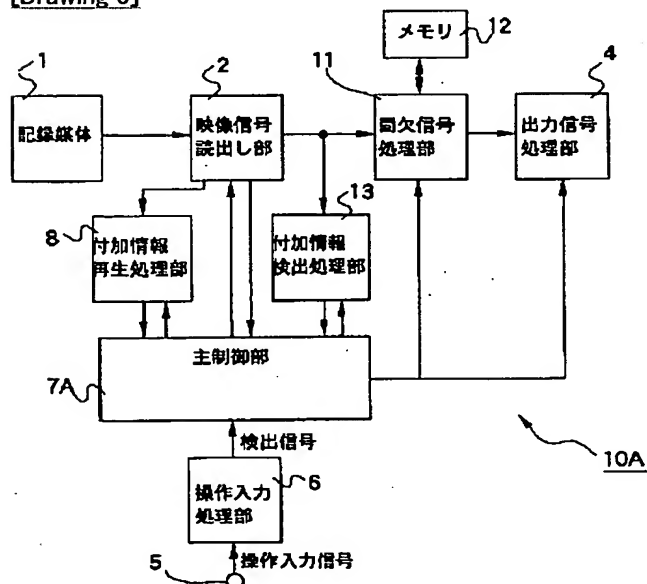 1
2
11
メモリ
12
4
記録媒体
映像信号
読出し部
間欠信号
処理部
出力信号
処理部
8
付加情報
再生処理部
13
付加情報
検出処理部
主制御部
7A
検出信号
10A
操作入力
処理部
6
操作入力信号
5